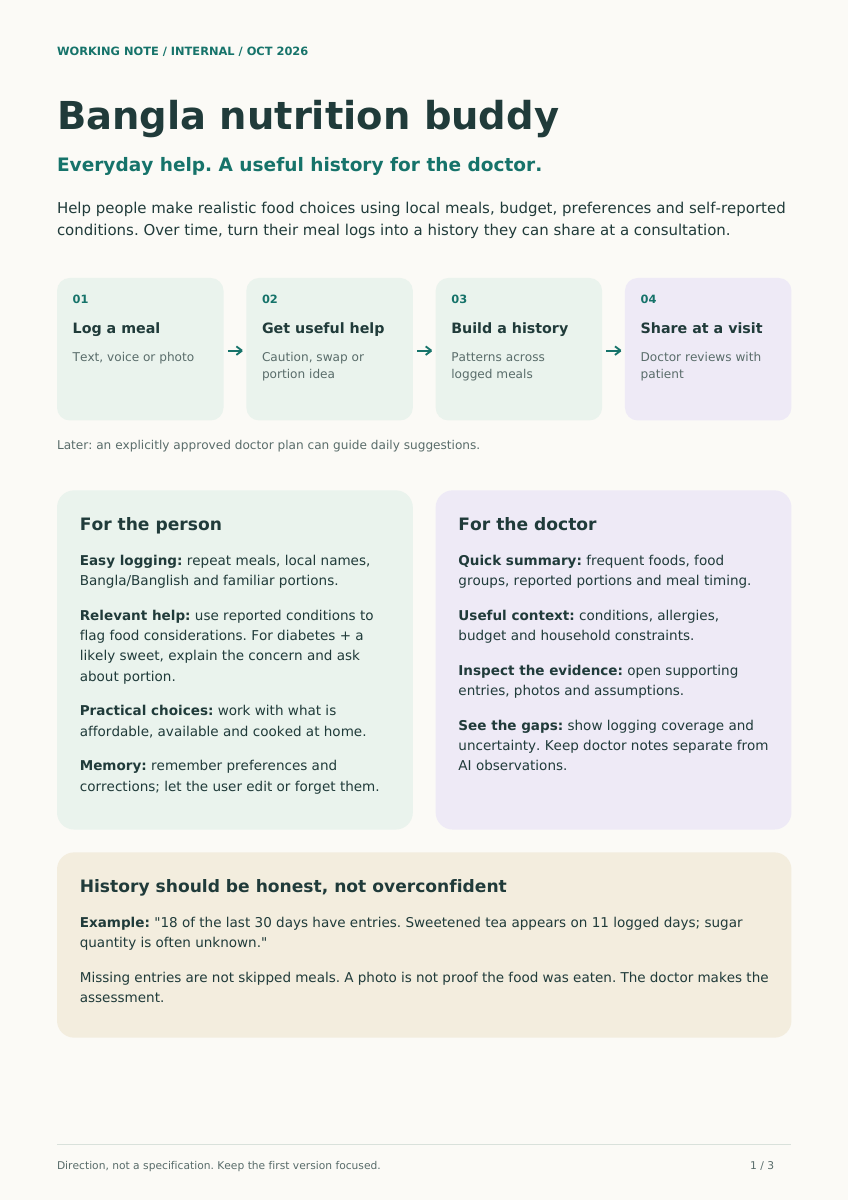 WORKING NOTE / INTERNAL / OCT 2026
Bangla nutrition buddy
Everyday help. A useful history for the doctor.
Help people make realistic food choices using local meals, budget, preferences and self-reported
conditions. Over time, turn their meal logs into a history they can share at a consultation.
01
Log a meal
Text, voice or photo
→
02
Get useful help
Caution, swap or
portion idea
→
03
Build a history
Patterns across
logged meals
→
04
Share at a visit
Doctor reviews with
patient
Later: an explicitly approved doctor plan can guide daily suggestions.
For the person
Easy logging: repeat meals, local names,
Bangla/Banglish and familiar portions.
Relevant help: use reported conditions to
flag food considerations. For diabetes + a
likely sweet, explain the concern and ask
about portion.
Practical choices: work with what is
affordable, available and cooked at home.
Memory: remember preferences and
corrections; let the user edit or forget them.
For the doctor
Quick summary: frequent foods, food
groups, reported portions and meal timing.
Useful context: conditions, allergies,
budget and household constraints.
Inspect the evidence: open supporting
entries, photos and assumptions.
See the gaps: show logging coverage and
uncertainty. Keep doctor notes separate from
AI observations.
History should be honest, not overconfident
Example: "18 of the last 30 days have entries. Sweetened tea appears on 11 logged days; sugar
quantity is often unknown."
Missing entries are not skipped meals. A photo is not proof the food was eaten. The doctor makes the
assessment.
Direction, not a specification. Keep the first version focused.
1 / 3